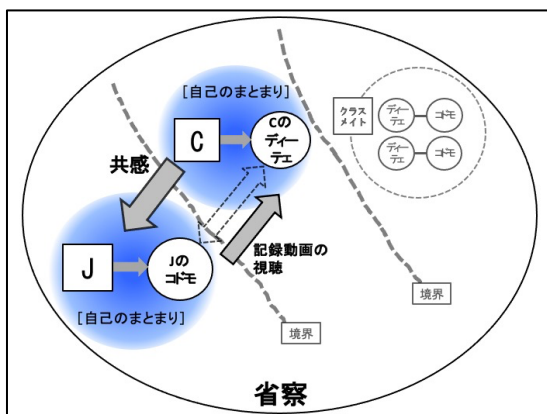 [自己のまとまり]
C
Cの
ディー
テェ
共感
クラス
メイト
ディー
テェ
コドモ
ディー
テェ
コドモ
J
Jの
コドモ
[自己のまとまり]
記録動画の
視聴
境界
境界
省察